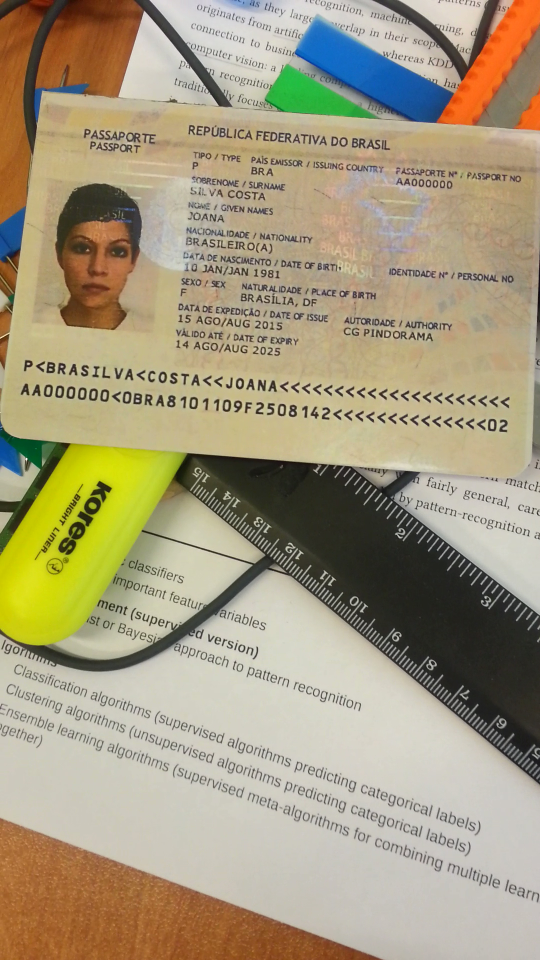 recognition, machine
as they large overlap in their scope
originates from artific whereas KDD
connection to busin
computer vision: a has
pattern recognition
traditionally focuses
PASSAPORTE
PASSPORT
REPÚBLICA FEDERATIVA DO BRASIL
TIPO / TYPE PAÍS EMISSOR / ISSUING COUNTRY PASSAPORTE Nº / PASSPORT NO
P BRA AA000000
SOBRENOME / SURNAME
SILVA COSTA
NOME / GIVEN NAMES
JOANA
NACIONALIDADE / NATIONALITY
BRASILEIRO(A)
DATA DE NASCIMENTO / DATE OF BIRTH IDENTIDADE Nº / PERSONAL NO
10 JAN/JAN 1981
SEXO / SEX NATURALIDADE / PLACE OF BIRTH
F BRASÍLIA, DF
DATA DE EXPEDIÇÃO / DATE OF ISSUE AUTORIDADE / AUTHORITY
15 AGO/AUG 2015 CG PINDORAMA
VÁLIDO ATÉ / DATE OF EXPIRY
14 AGO/AUG 2025
P<BRASILVA<COSTA<<JOANA<<<<<<<<<<<<<<<<<<<<<
AA000000<0BRA8101109F2508142<<<<<<<<<<<<<<02
kores
BRIGHT LINER
15 14 13 12 11 10 9 8 7 6 5
1 2 3
fairly general, care
by pattern-recognition a
classifiers
important feature variables
ment (supervised version)
st or Bayesian approach to pattern recognition
lgorithms
Classification algorithms (supervised algorithms predicting categorical labels)
Clustering algorithms (unsupervised algorithms predicting categorical labels)
Ensemble learning algorithms (supervised meta-algorithms for combining multiple learn
ogether)